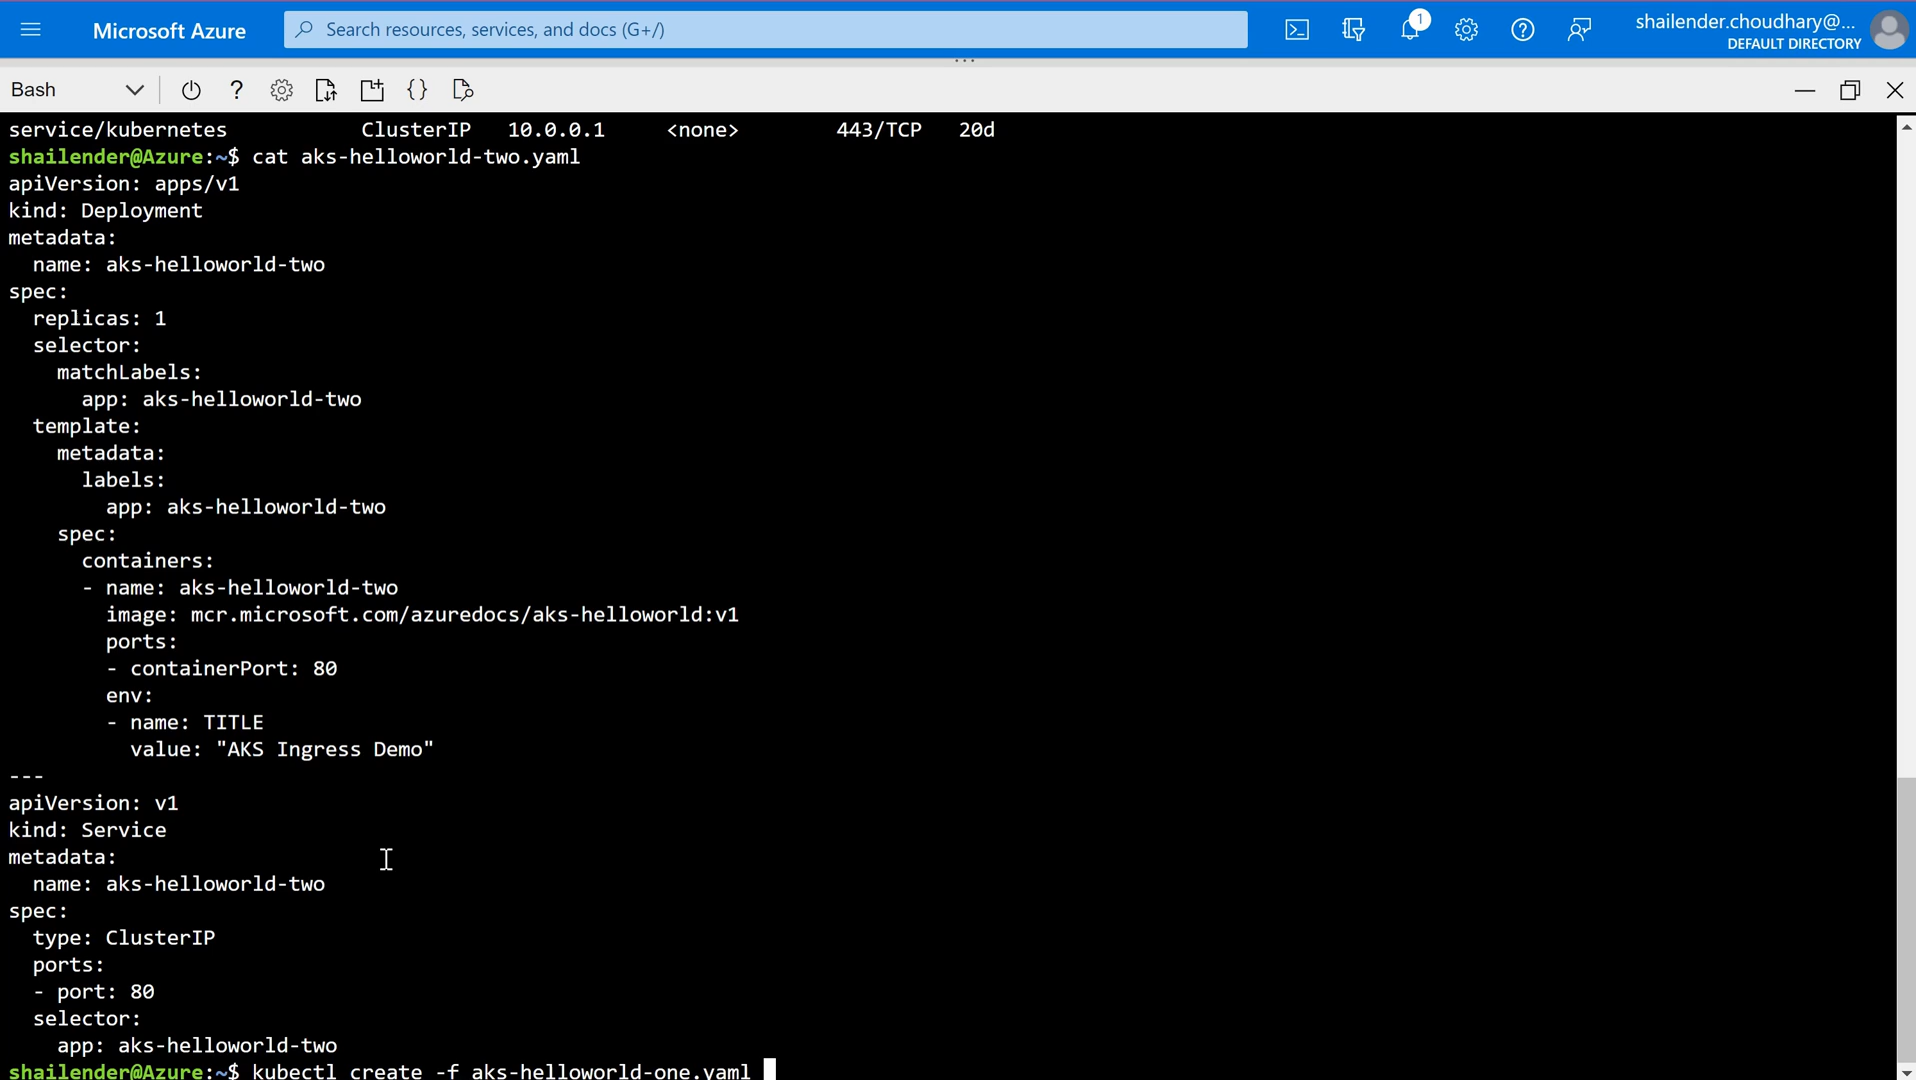 Microsoft Azure
Search resources, services, and docs (G+/)
1
shailender.choudhary@...
DEFAULT DIRECTORY
Bash
service/kubernetes ClusterIP 10.0.0.1 <none> 443/TCP 20d
shailender@Azure:~$ cat aks-helloworld-two.yaml
apiVersion: apps/v1
kind: Deployment
metadata:
  name: aks-helloworld-two
spec:
  replicas: 1
  selector:
    matchLabels:
      app: aks-helloworld-two
  template:
    metadata:
      labels:
        app: aks-helloworld-two
    spec:
      containers:
      - name: aks-helloworld-two
        image: mcr.microsoft.com/azuredocs/aks-helloworld:v1
        ports:
        - containerPort: 80
        env:
        - name: TITLE
          value: "AKS Ingress Demo"
---
apiVersion: v1
kind: Service
metadata:
  name: aks-helloworld-two
spec:
  type: ClusterIP
  ports:
  - port: 80
  selector:
    app: aks-helloworld-two
shailender@Azure:~$ kubectl create -f aks-helloworld-one.yaml